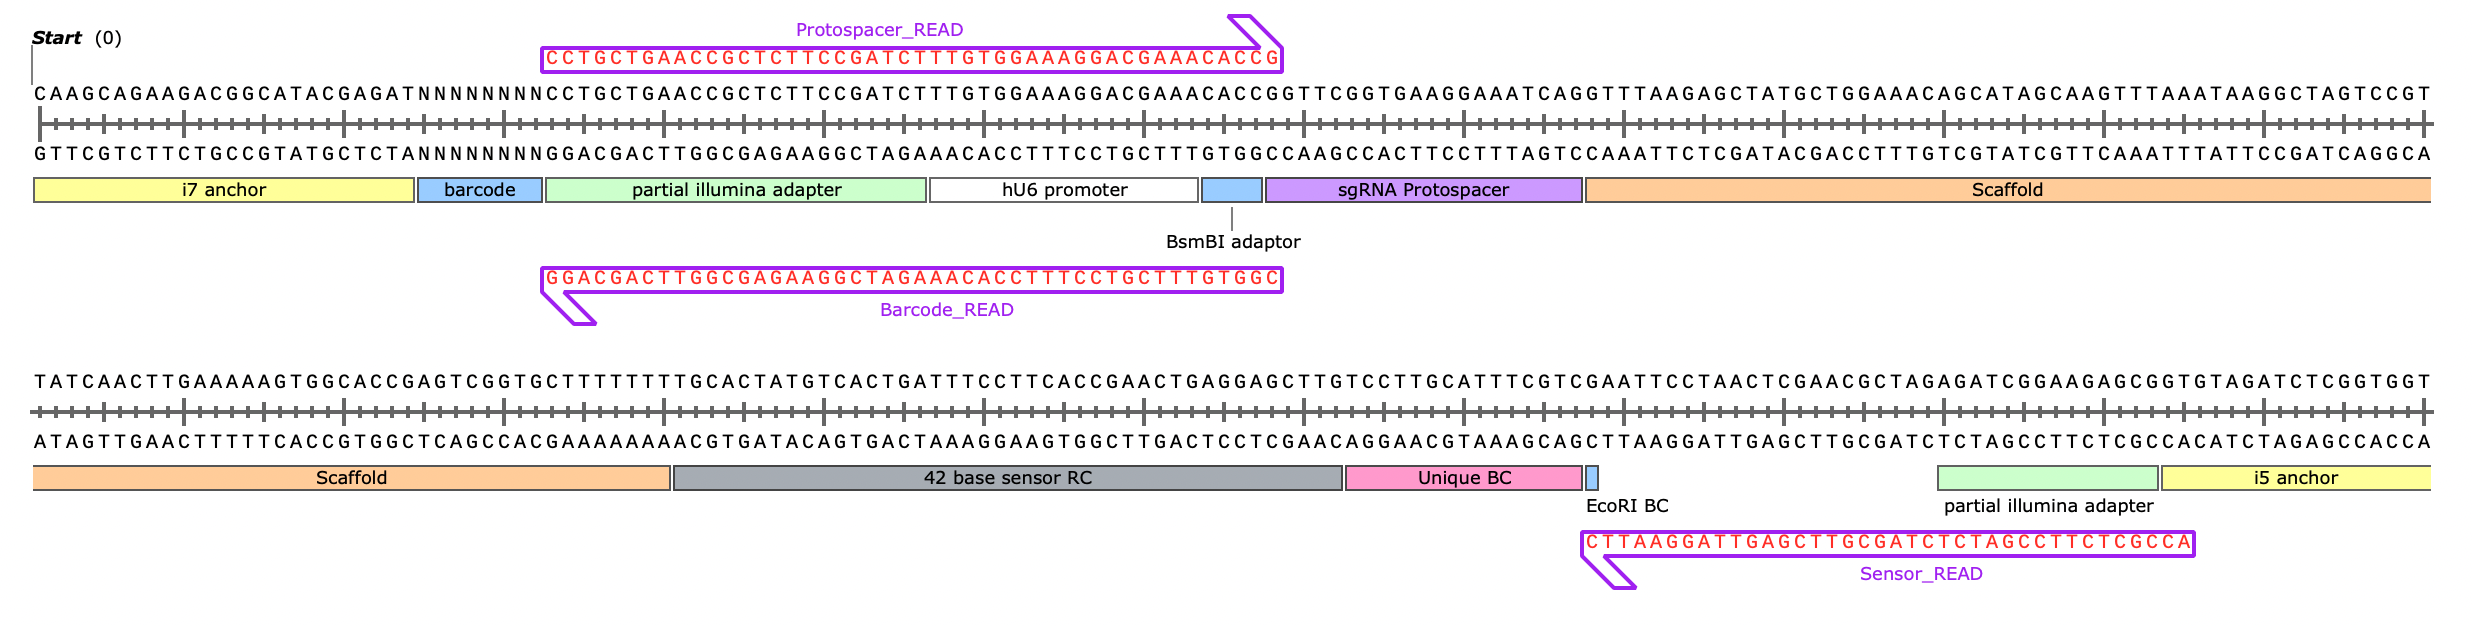 Protospacer_READ
Start (0)
CCTGCTGAACCGCTCTTCCGATCTTTGTGGAAAGGACGAAACACCG
CAAGCAGAAGACGGCATACGAGATNNNNNNNNCCTGCTGAACCGCTCTTCCGATCTTTGTGGAAAGGACGAAACACCGGTTCGGTGAAGGAAATCAGGTTTAAGAGCTATGCTGGAAACAGCATAGCAAGTTTAAATAAGGCTAGTCCGT
GTTCGTCTTCTGCCGTATGCTCTANNNNNNNNGGACGACTTGGCGAGAAGGCTAGAAACACCTTTCCTGCTTTGTGGCCAAGCCACTTCCTTTAGTCCAAATTCTCGATACGACCTTTGTCGTATCGTTCAAATTTATTCCGATCAGGCA
i7 anchor barcode partial illumina adapter hU6 promoter sgRNA Protospacer Scaffold
BsmBI adaptor
GGACGACTTGGCGAGAAGGCTAGAAACACCTTTCCTGCTTTGTGGC
Barcode_READ
TATCAACTTGAAAAAGTGGCACCGAGTCGGTGCTTTTTTTTGCACTATGTCACTGATTTCCTTCACCGAACTGAGGAGCTTGTCCTTGCATTTCGTCGAATTCCTAACTCGAACGCTAGAGATCGGAAGAGCGGTGTAGATCTCGGTGGT
ATAGTTGAACTTTTTCACCGTGGCTCAGCCACGAAAAAAAACGTGATACAGTGACTAAAGGAAGTGGCTTGACTCCTCGAACAGGAACGTAAAGCAGCTTAAGGATTGAGCTTGCGATCTCTAGCCTTCTCGCCACATCTAGAGCCACCA
Scaffold 42 base sensor RC Unique BC i5 anchor
EcoRI BC partial illumina adapter
CTTAAGGATTGAGCTTGCGATCTCTAGCCTTCTCGCCA
Sensor_READ